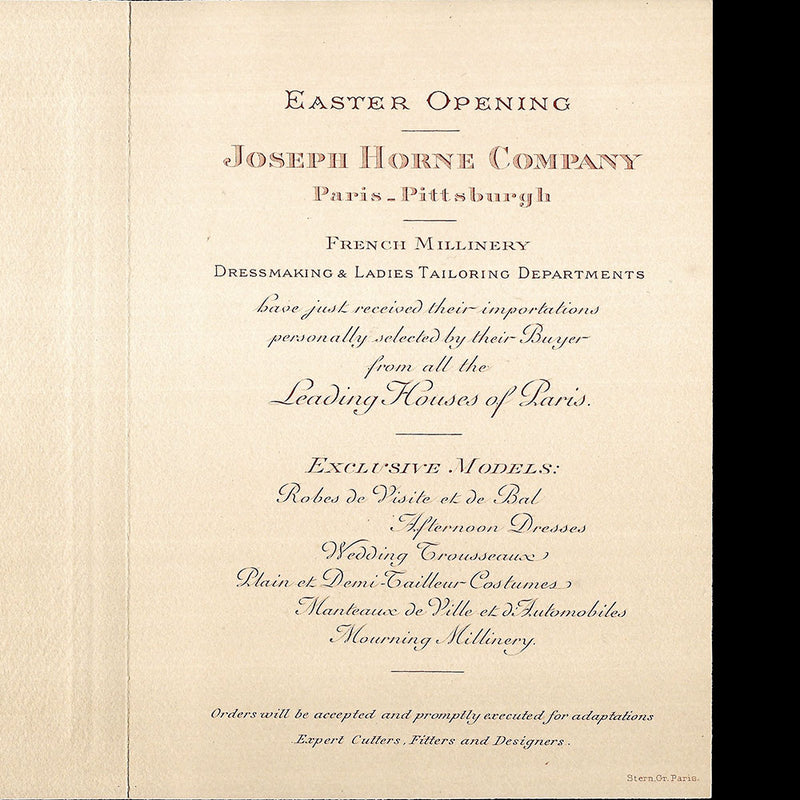 EASTER OPENING
JOSEPH HORNE COMPANY
Paris-Pittsburgh
FRENCH MILLINERY
DRESSMAKING & LADIES TAILORING DEPARTMENTS
have just received their importations
personally selected by their Buyer
from all the
Leading Houses of Paris.
EXCLUSIVE MODELS:
Robes de Visite et de Bal
Afternoon Dresses
Wedding Trousseaux
Plain et Demi-Tailleur Costumes
Manteaux de Ville et d'Automobiles
Mourning Millinery.
Orders will be accepted and promptly executed for adaptations
Expert Cutters, Fitters and Designers.
Stern, Gr. Paris.